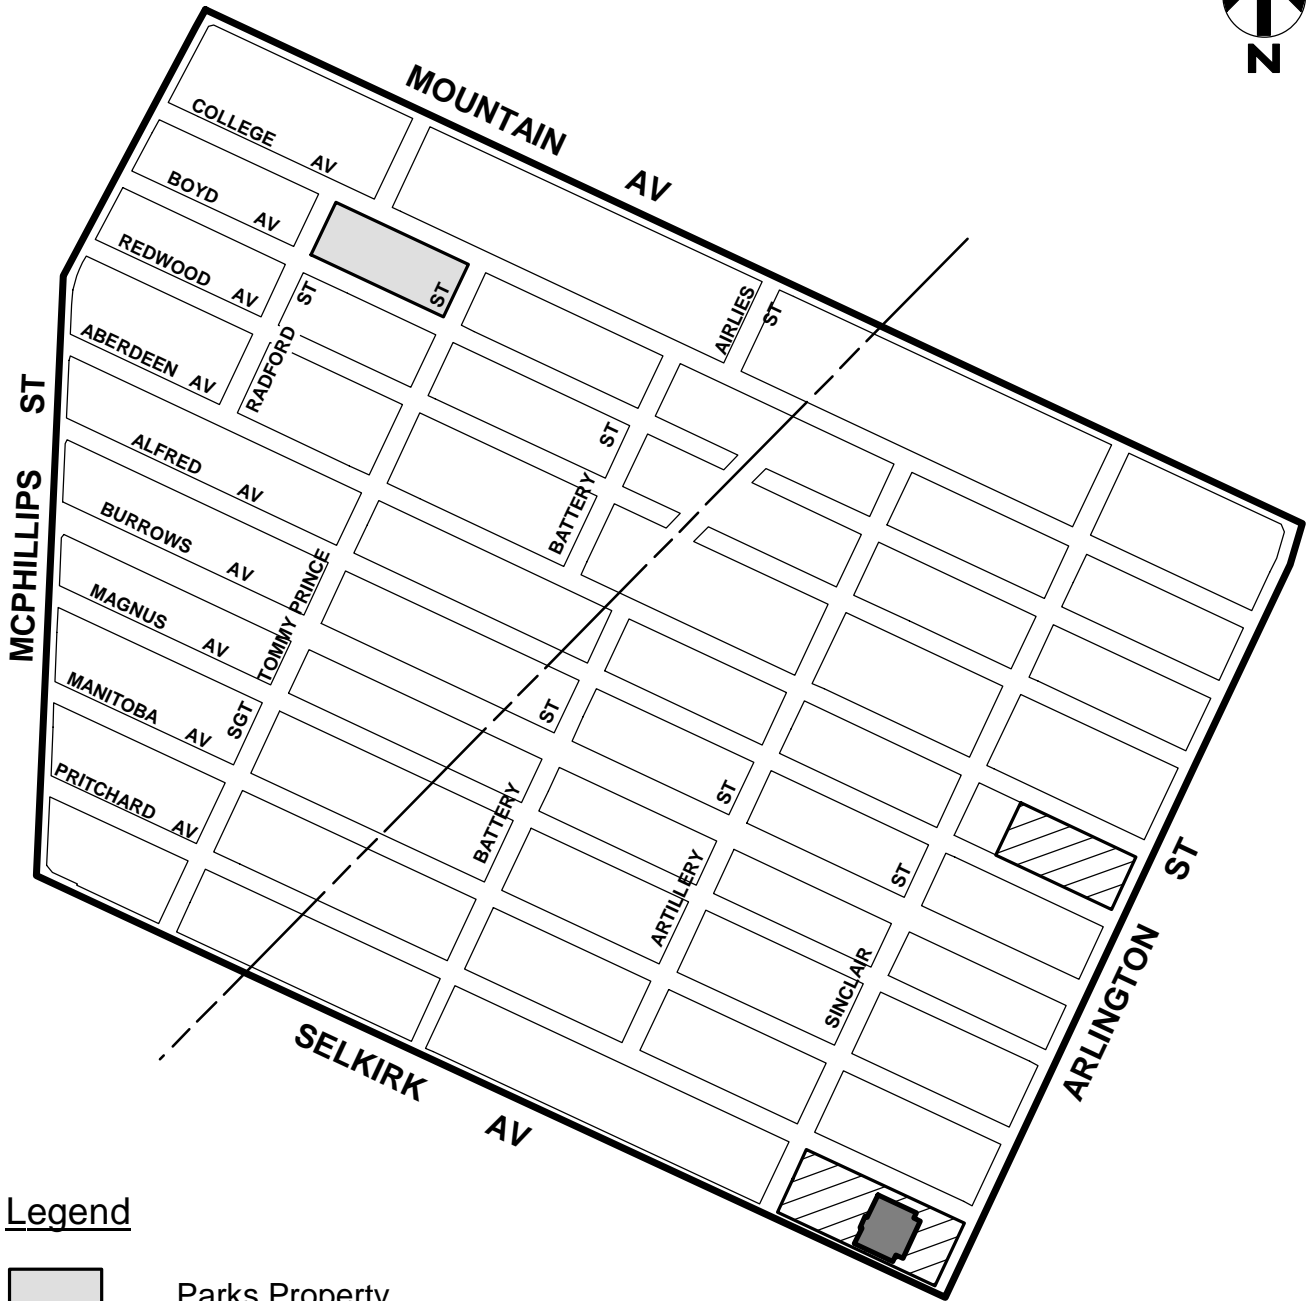 N
MOUNTAIN AV
COLLEGE AV
BOYD AV
REDWOOD AV
ABERDEEN AV
ALFRED AV
BURROWS AV
MAGNUS AV
MANITOBA AV
PRITCHARD AV
MCPHILLIPS ST
RADFORD ST
ST
SGT TOMMY PRINCE
AIRLIES ST
BATTERY ST
BATTERY ST
ARTILLERY ST
SINCLAIR ST
ARLINGTON ST
SELKIRK AV
Legend
Parks Property